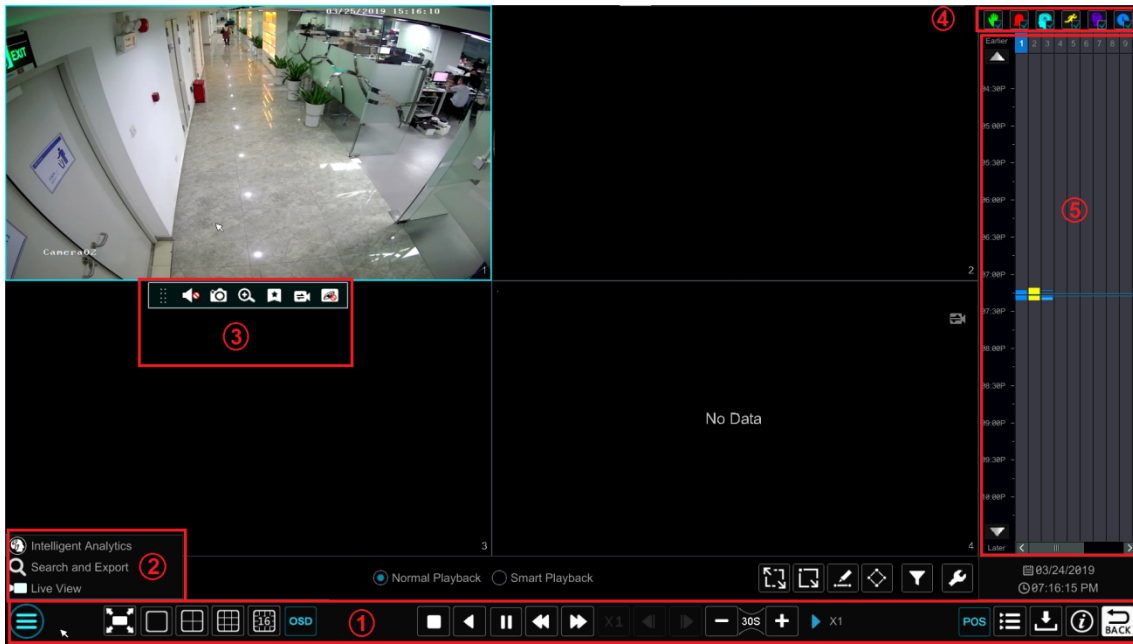 03/25/2019 15:16:10
EXIT
Camera02
1
2
④
Earlier
1 2 3 4 5 6 7 8 9
04:30P
05:00P
05:30P
06:00P
⑤
06:30P
07:00P
07:30P
08:00P
08:30P
09:00P
09:30P
10:00P
Later
③
No Data
3
4
Intelligent Analytics
Search and Export
②
Live View
Normal Playback
Smart Playback
03/24/2019
07:16:15 PM
16
OSD
①
X1
30S
X1
POS
BACK